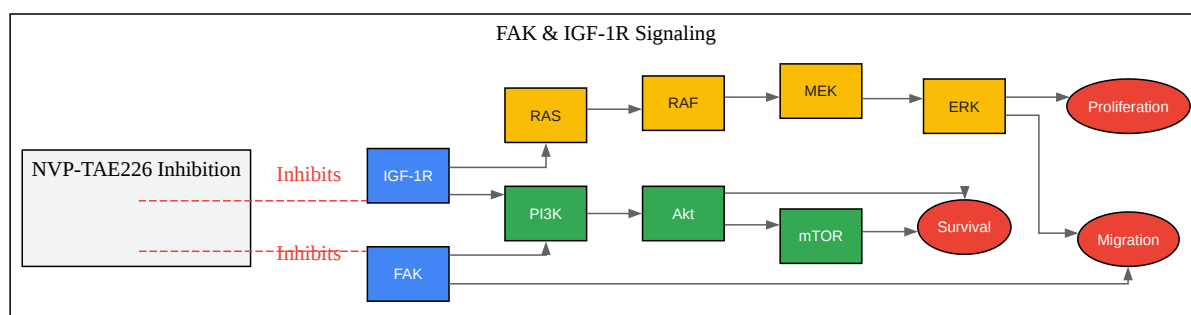 FAK & IGF-1R Signaling
NVP-TAE226 Inhibition
Inhibits
Inhibits
IGF-1R
FAK
RAS
RAF
MEK
ERK
Proliferation
PI3K
Akt
mTOR
Survival
Migration